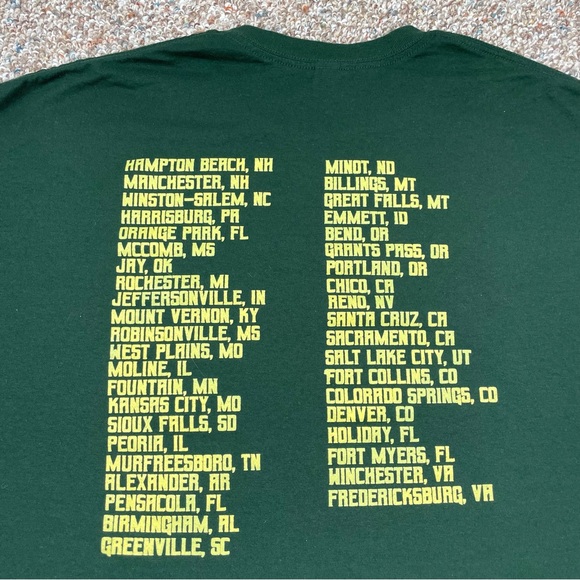 HAMPTON BEACH, NH
MANCHESTER, NH
WINSTON-SALEM, NC
HARRISBURG, PA
ORANGE PARK, FL
MCCOMB, MS
JAY, OK
ROCHESTER, MI
JEFFERSONVILLE, IN
MOUNT VERNON, KY
ROBINSONVILLE, MS
WEST PLAINS, MO
MOLINE, IL
FOUNTAIN, MN
KANSAS CITY, MO
SIOUX FALLS, SD
PEORIA, IL
MURFREESBORO, TN
ALEXANDER, AR
PENSACOLA, FL
BIRMINGHAM, AL
GREENVILLE, SC
MINOT, ND
BILLINGS, MT
GREAT FALLS, MT
EMMETT, ID
BEND, OR
GRANTS PASS, OR
PORTLAND, OR
CHICO, CA
RENO, NV
SANTA CRUZ, CA
SACRAMENTO, CA
SALT LAKE CITY, UT
FORT COLLINS, CO
COLORADO SPRINGS, CO
DENVER, CO
HOLIDAY, FL
FORT MYERS, FL
WINCHESTER, VA
FREDERICKSBURG, VA